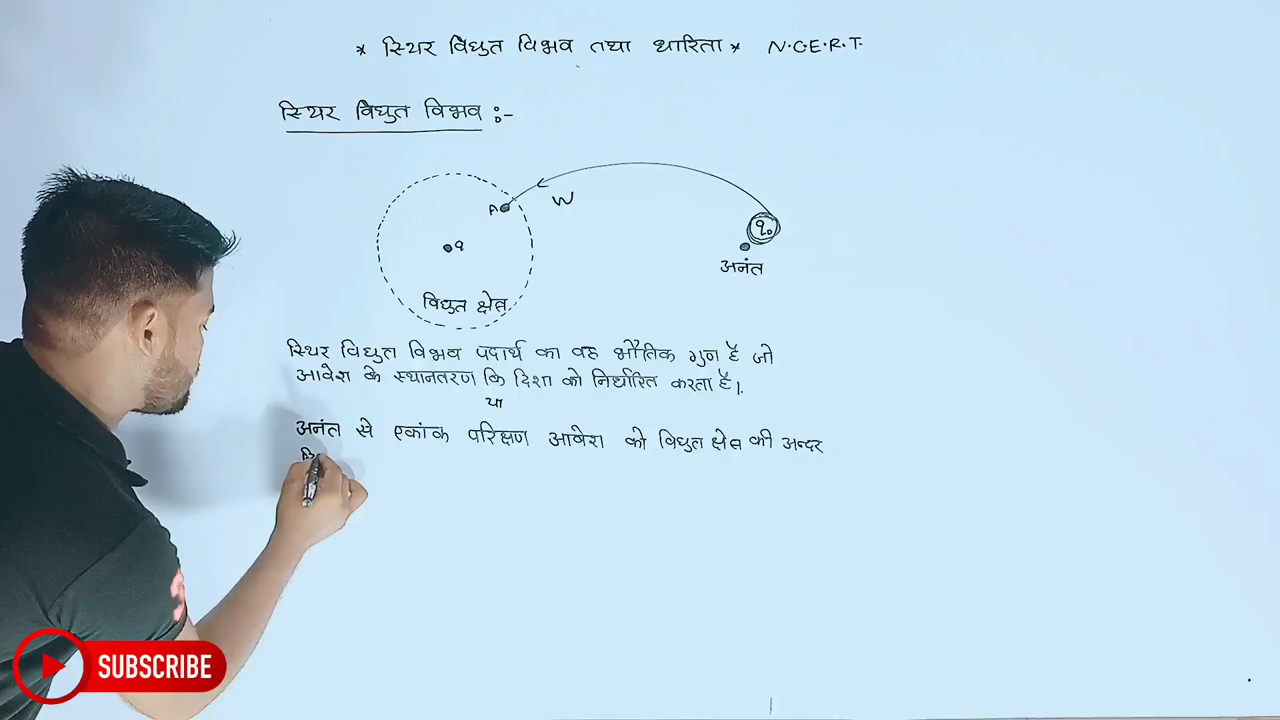 * स्थिर विधुत विभव तथा धारिता * N.C.E.R.T.
स्थिर विधुत विभव :-
A
W
q₀
q
अनंत
विधुत क्षेत्र
स्थिर विधुत विभव पदार्थ का वह भौतिक गुण है जो
आवेश के स्थानतरण कि दिशा को निर्धारित करता है।
या
अनंत से एकांक परिक्षण आवेश को विधुत क्षेत्र की अन्दर
SUBSCRIBE